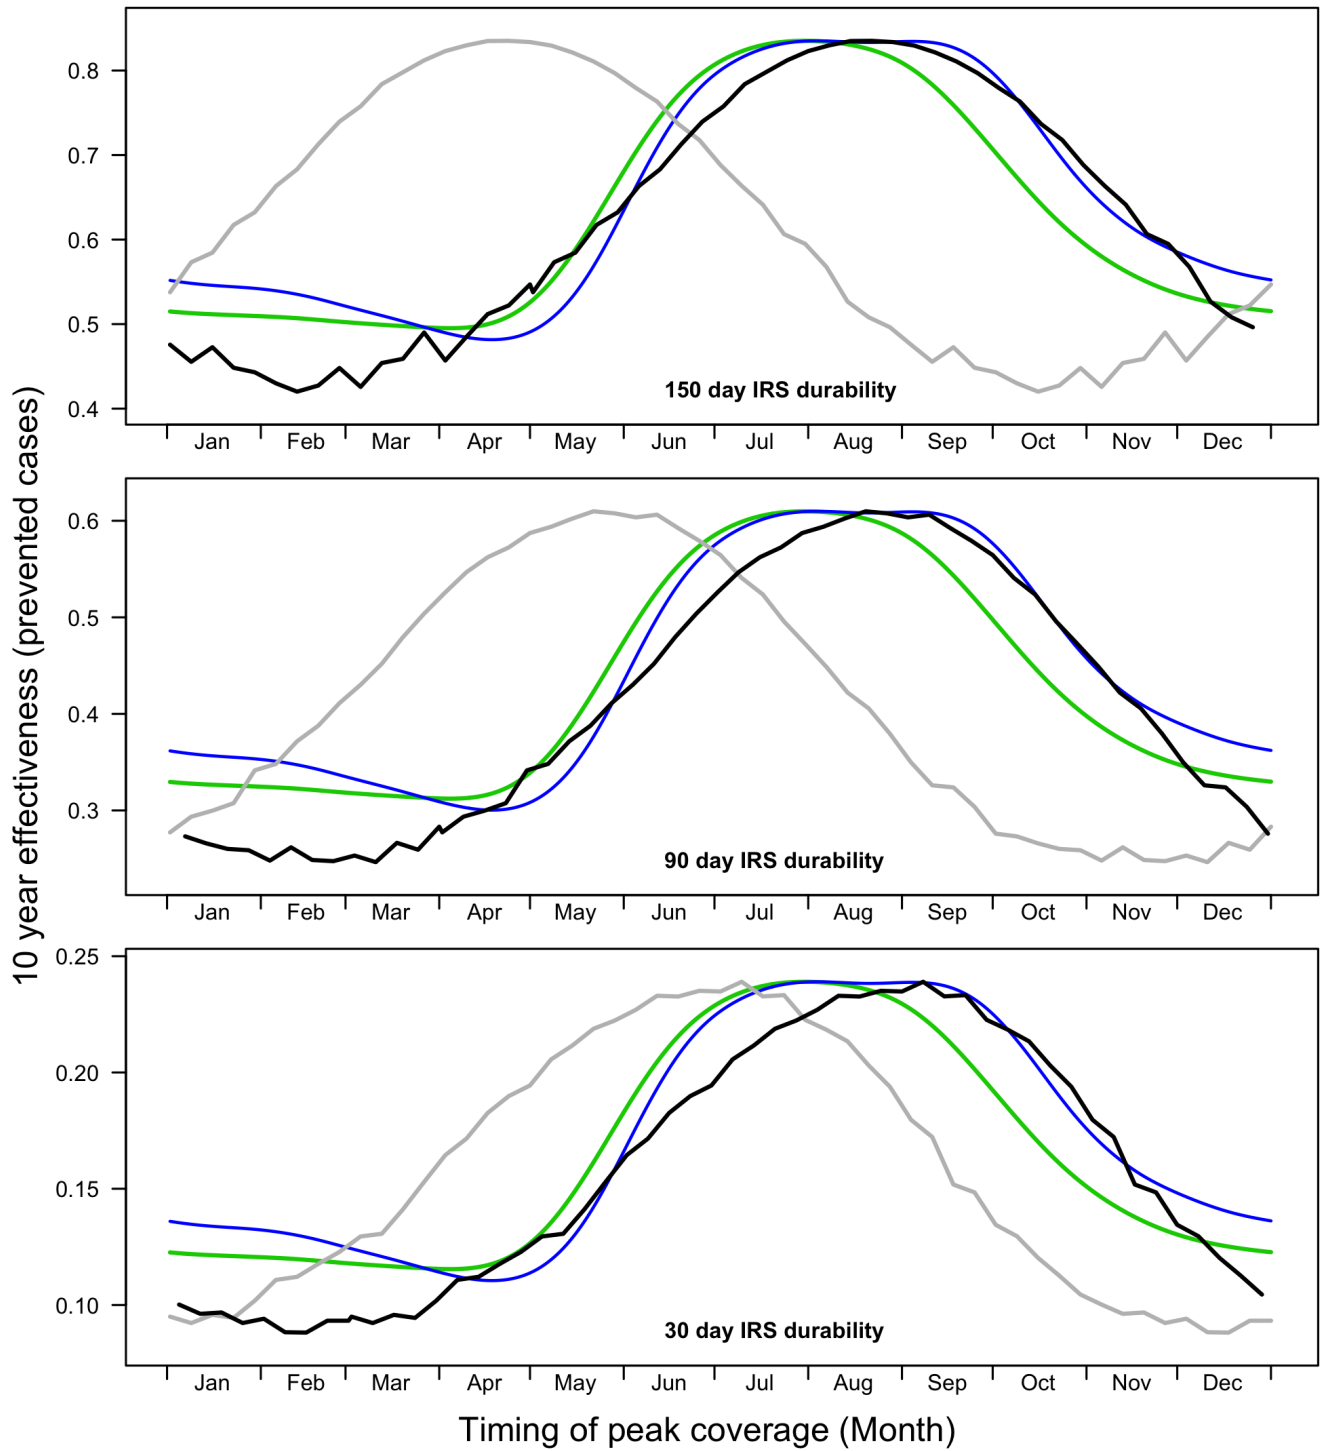 10 year effectiveness (prevented cases)
0.8
0.7
0.6
0.5
0.4
150 day IRS durability
Jan Feb Mar Apr May Jun Jul Aug Sep Oct Nov Dec
0.6
0.5
0.4
0.3
90 day IRS durability
Jan Feb Mar Apr May Jun Jul Aug Sep Oct Nov Dec
0.25
0.20
0.15
0.10
30 day IRS durability
Jan Feb Mar Apr May Jun Jul Aug Sep Oct Nov Dec
Timing of peak coverage (Month)